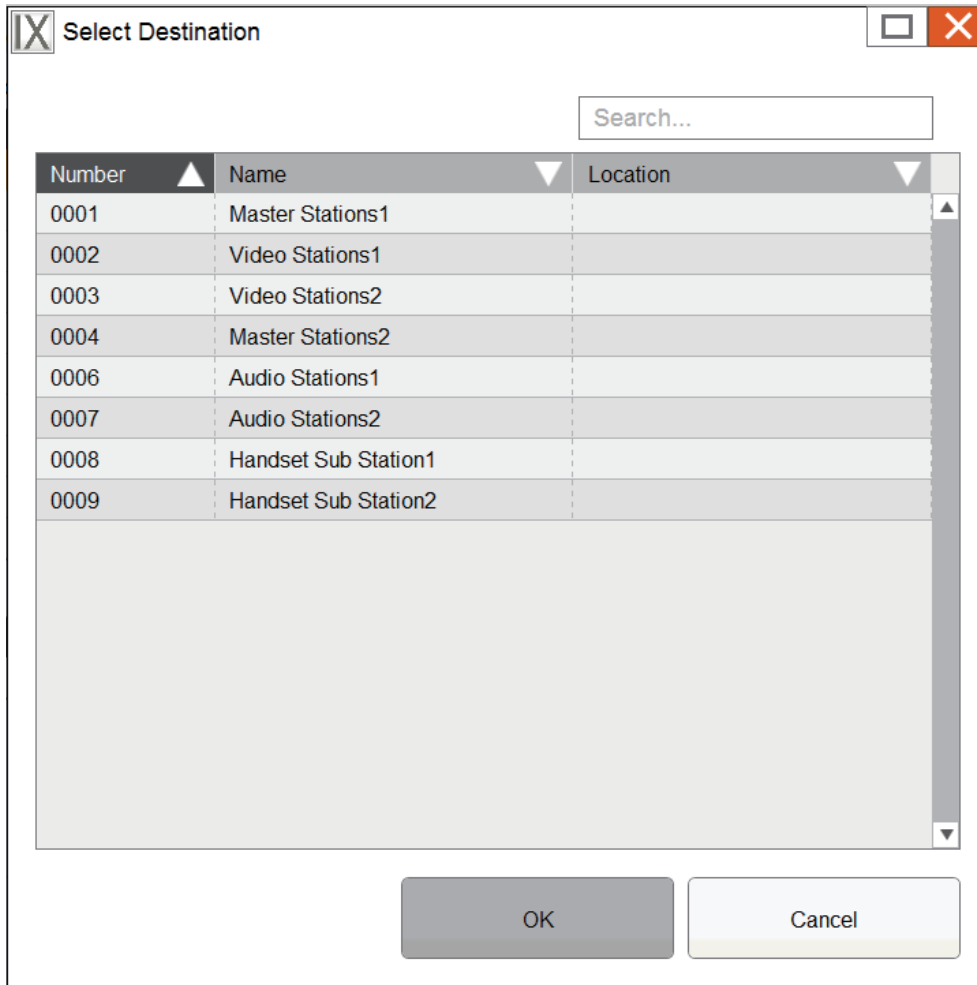 IX Select Destination
Search...
Number Name Location
0001 Master Stations1
0002 Video Stations1
0003 Video Stations2
0004 Master Stations2
0006 Audio Stations1
0007 Audio Stations2
0008 Handset Sub Station1
0009 Handset Sub Station2
OK Cancel